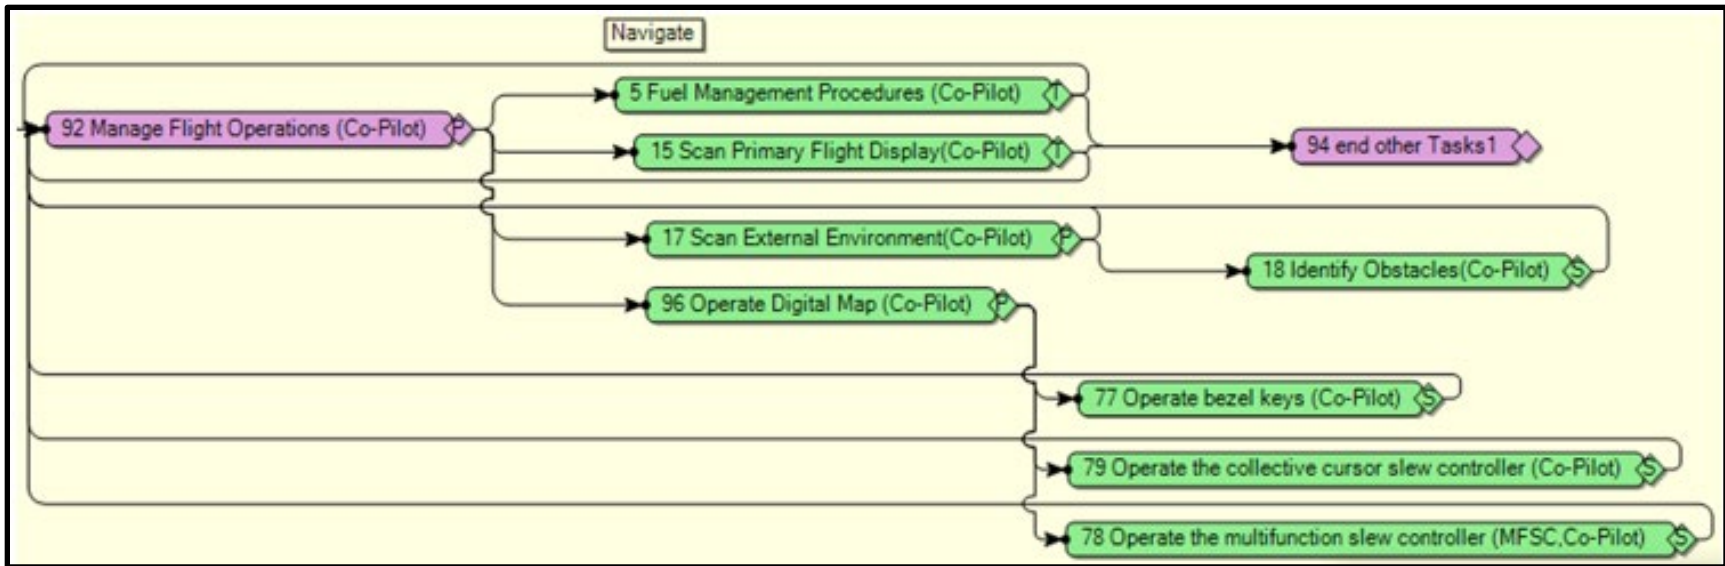 Navigate
5 Fuel Management Procedures (Co-Pilot) T
92 Manage Flight Operations (Co-Pilot) P
15 Scan Primary Flight Display(Co-Pilot) T
94 end other Tasks1
17 Scan External Environment(Co-Pilot) P
18 Identify Obstacles(Co-Pilot) S
96 Operate Digital Map (Co-Pilot) P
77 Operate bezel keys (Co-Pilot) S
79 Operate the collective cursor slew controller (Co-Pilot) S
78 Operate the multifunction slew controller (MFSC,Co-Pilot) S